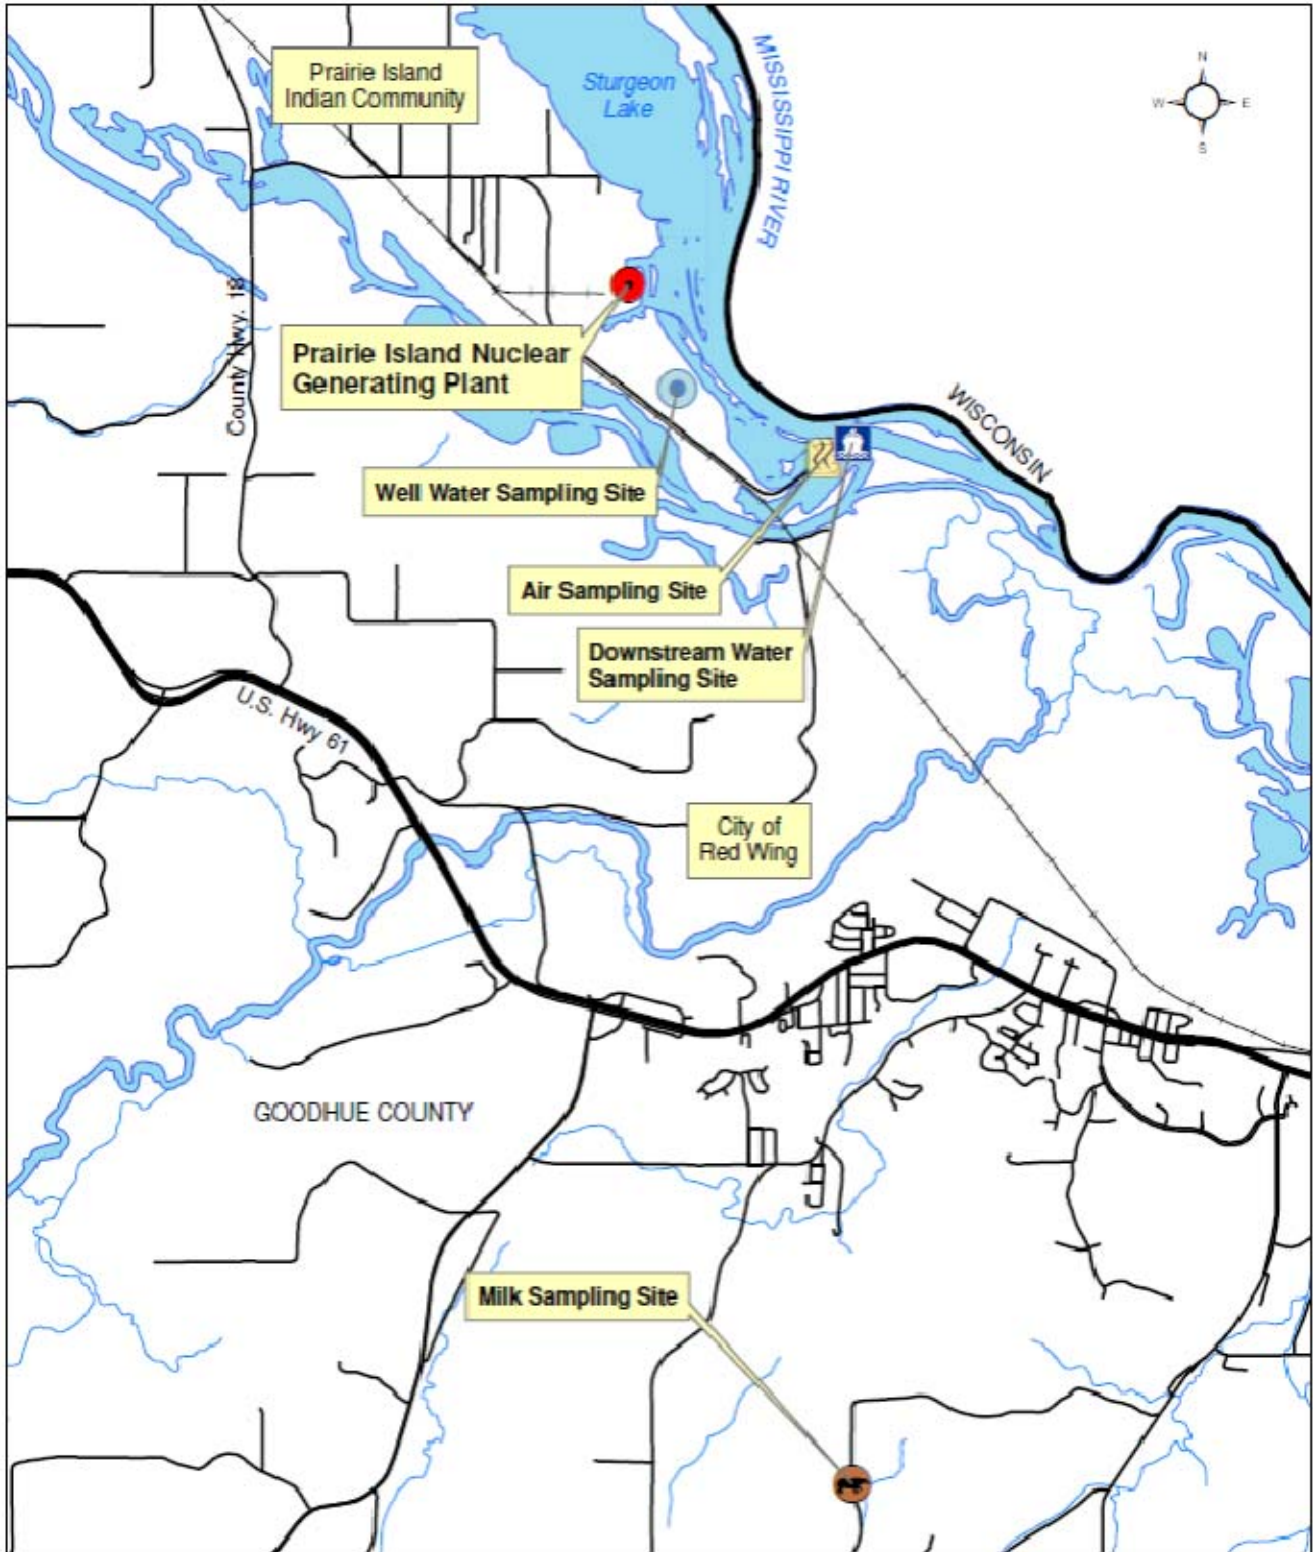 Prairie Island
Indian Community
Sturgeon
Lake
MISSISSIPPI RIVER
N
W
E
S
County Hwy. 18
Prairie Island Nuclear
Generating Plant
WISCONSIN
Well Water Sampling Site
Air Sampling Site
Downstream Water
Sampling Site
U.S. Hwy 61
City of
Red Wing
GOODHUE COUNTY
Milk Sampling Site